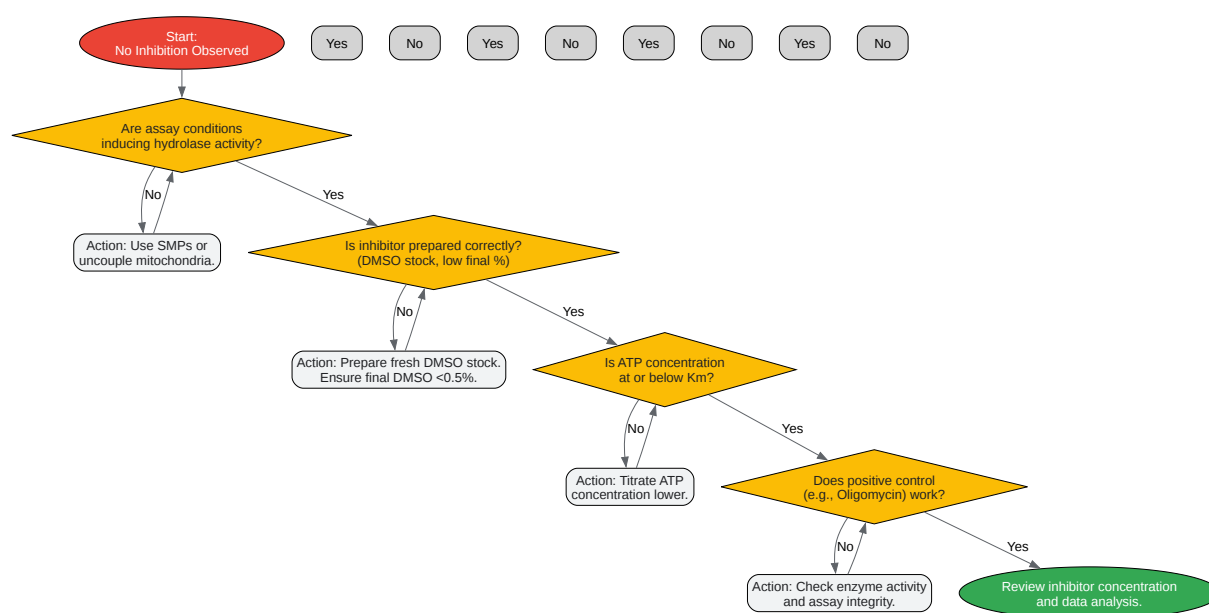 Start:
No Inhibition Observed
Yes
No
Yes
No
Yes
No
Yes
No
Are assay conditions
inducing hydrolase activity?
No
Yes
Action: Use SMPs or
uncouple mitochondria.
Is inhibitor prepared correctly?
(DMSO stock, low final %)
No
Yes
Action: Prepare fresh DMSO stock.
Ensure final DMSO <0.5%.
Is ATP concentration
at or below Km?
No
Yes
Action: Titrate ATP
concentration lower.
Does positive control
(e.g., Oligomycin) work?
No
Yes
Action: Check enzyme activity
and assay integrity.
Review inhibitor concentration
and data analysis.